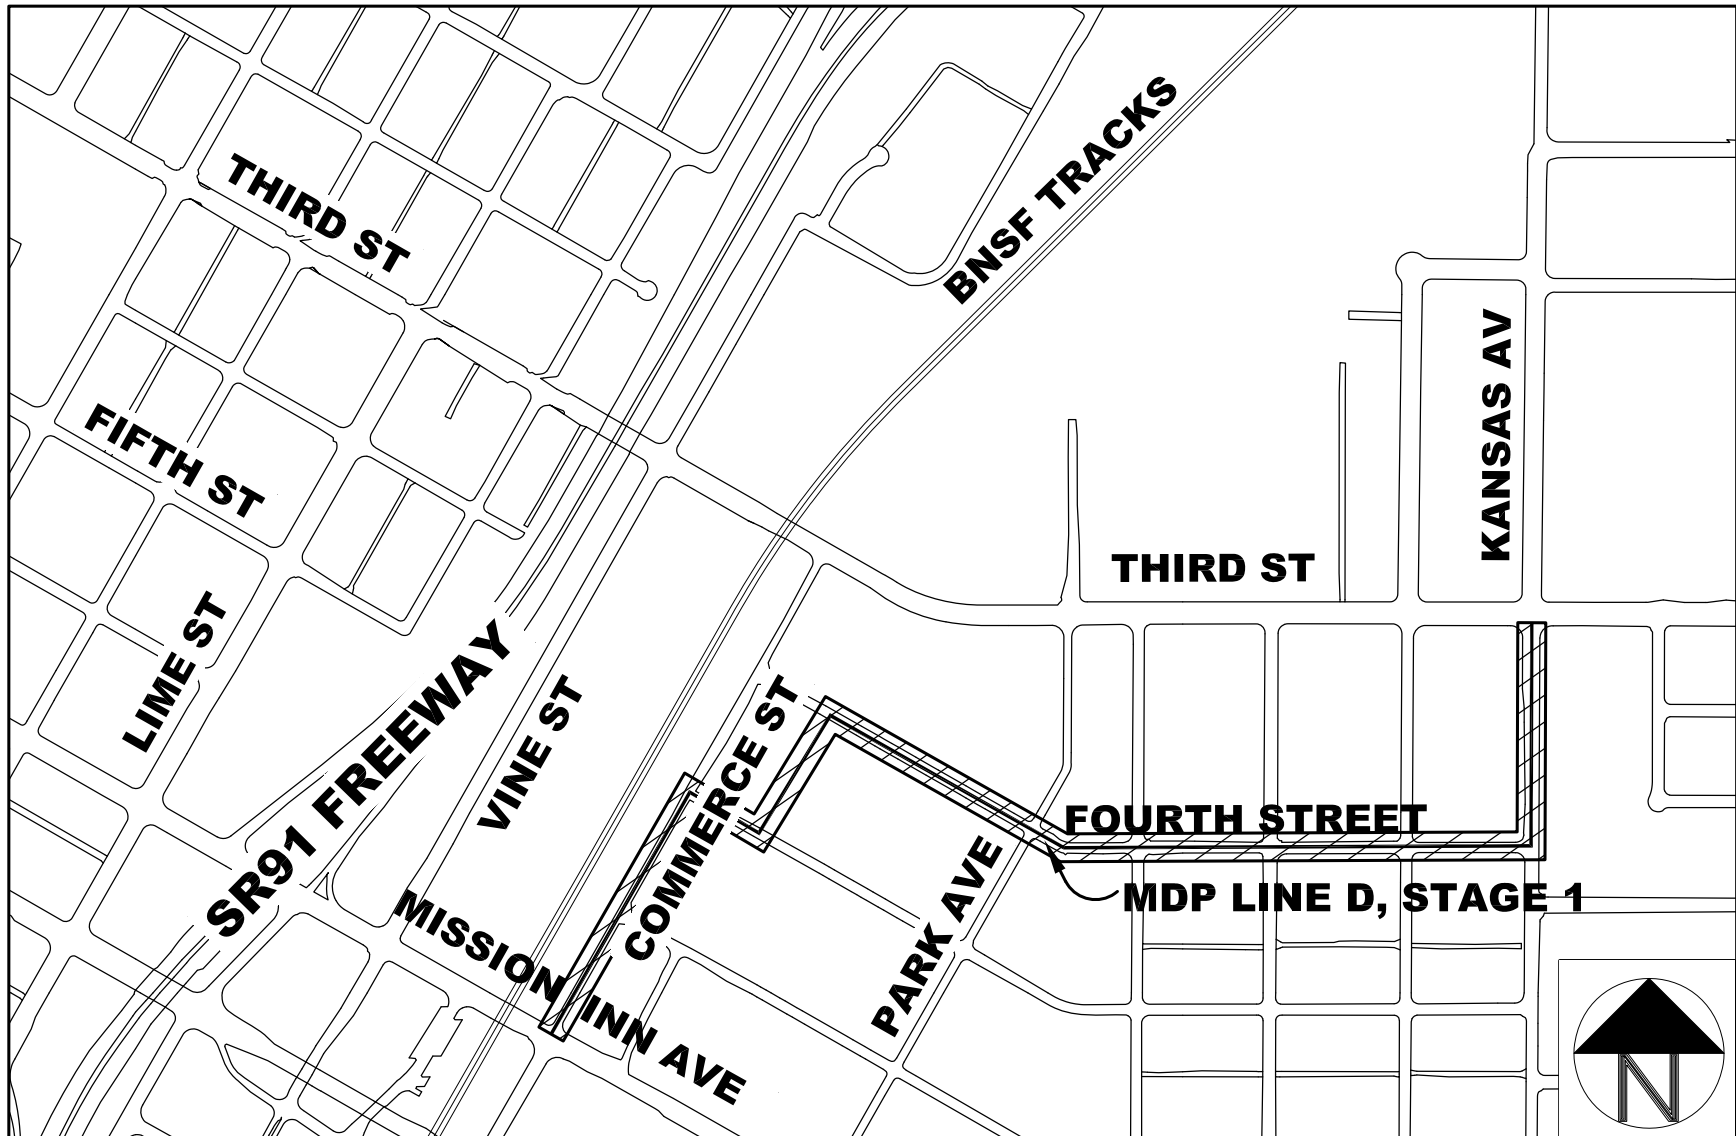 BNSF TRACKS
THIRD ST
KANSAS AV
FIFTH ST
THIRD ST
LIME ST
SR91 FREEWAY
VINE ST
COMMERCE ST
FOURTH STREET
PARK AVE
MDP LINE D, STAGE 1
MISSION INN AVE
N